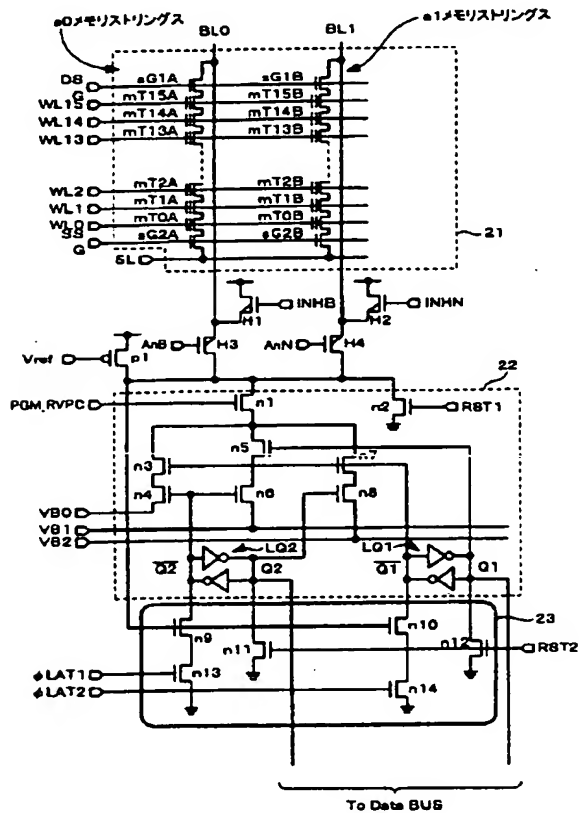 a0メモリストリングス
a1メモリストリングス
BL0 BL1
DS
G
sG1A sG1B
WL15 mT15A mT15B
WL14 mT14A mT14B
WL13 mT13A mT13B
WL2 mT2A mT2B
WL1 mT1A mT1B
WL0 mT0A mT0B
SS
G
sG2A sG2B
SL
21
H1 INHB H2 INHN
AnB H3 AnN H4
Vref p1
22
PGM_RVPC n1 n2 RST1
n5 n7
n3
n4 n6 n8
VB0
VB1
VB2
LQ2 LQ1
Q2 Q2 Q1 Q1
23
n9 n10
n11 n12 RST2
φLAT1 n13
φLAT2 n14
To Data BUS